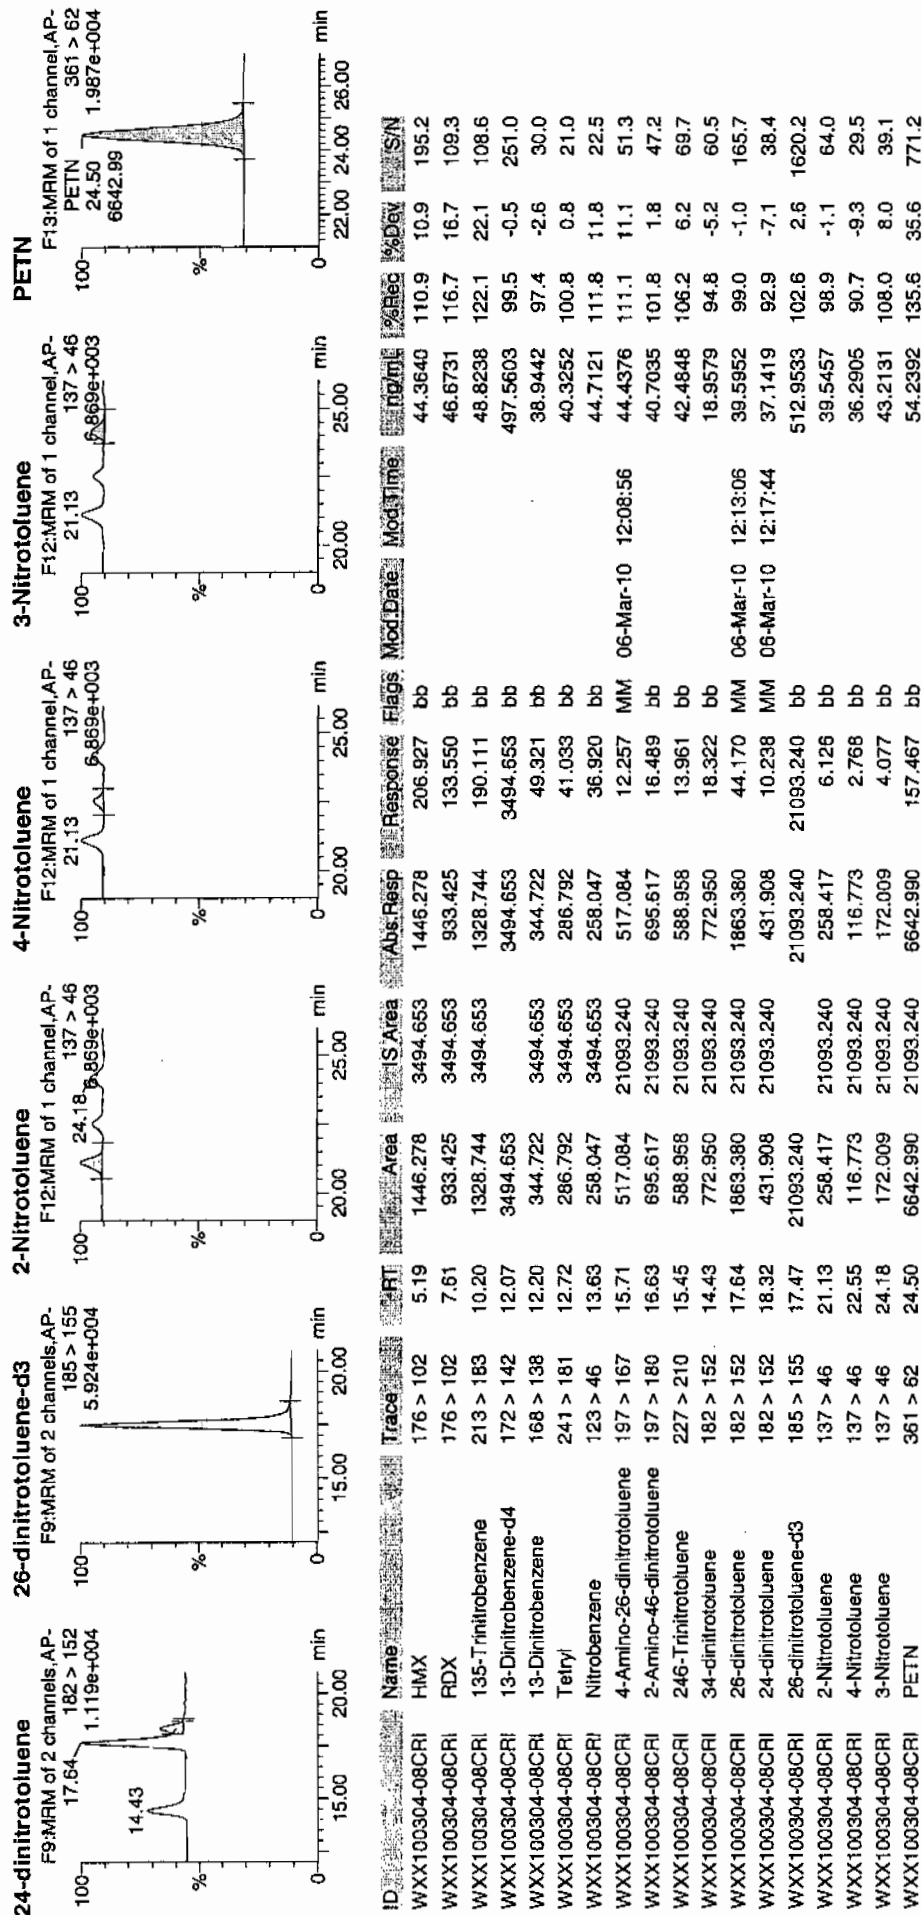 24-dinitrotoluene
F9:MRM of 2 channels,AP-
182 > 152
1.119e+004
17.64
14.43
100
%
0
15.00
20.00
min
26-dinitrotoluene-d3
F9:MRM of 2 channels,AP-
185 > 155
5.924e+004
100
%
0
15.00
20.00
min
2-Nitrotoluene
F12:MRM of 1 channel,AP-
137 > 46
6.869e+003
24.18
100
%
0
20.00
25.00
min
4-Nitrotoluene
F12:MRM of 1 channel,AP-
137 > 46
6.869e+003
21.13
100
%
0
20.00
25.00
min
3-Nitrotoluene
F12:MRM of 1 channel,AP-
137 > 46
6.869e+003
21.13
100
%
0
20.00
25.00
min
PETN
F13:MRM of 1 channel,AP-
361 > 62
1.987e+004
PETN
24.50
6642.99
100
%
0
22.00
24.00
26.00
min
ID Name Trace RT Area IS Area Abs.Resp Response Flags Mod.Date Mod.Time ng/mL %Rec %Dev S/N
WXX100304-08CRI HMX 176 > 102 5.19 1446.278 3494.653 1446.278 206.927 bb 44.3640 110.9 10.9 195.2
WXX100304-08CRI RDX 176 > 102 7.61 933.425 3494.653 933.425 133.550 bb 46.6731 116.7 16.7 109.3
WXX100304-08CRI 135-Trinitrobenzene 213 > 183 10.20 1328.744 3494.653 1328.744 190.111 bb 48.8238 122.1 22.1 108.6
WXX100304-08CRI 13-Dinitrobenzene-d4 172 > 142 12.07 3494.653 3494.653 3494.653 bb 497.5603 99.5 -0.5 251.0
WXX100304-08CRI 13-Dinitrobenzene 168 > 138 12.20 344.722 3494.653 344.722 49.321 bb 38.9442 97.4 -2.6 30.0
WXX100304-08CRI Tetryl 241 > 181 12.72 286.792 3494.653 286.792 41.033 bb 40.3252 100.8 0.8 21.0
WXX100304-08CRI Nitrobenzene 123 > 46 13.63 258.047 3494.653 258.047 36.920 bb 44.7121 111.8 11.8 22.5
WXX100304-08CRI 4-Amino-26-dinitrotoluene 197 > 167 15.71 517.084 21093.240 517.084 12.257 MM 06-Mar-10 12:08:56 44.4376 111.1 11.1 51.3
WXX100304-08CRI 2-Amino-46-dinitrotoluene 197 > 180 16.63 695.617 21093.240 695.617 16.489 bb 40.7035 101.8 1.8 47.2
WXX100304-08CRI 246-Trinitrotoluene 227 > 210 15.45 588.958 21093.240 588.958 13.961 bb 42.4848 106.2 6.2 69.7
WXX100304-08CRI 34-dinitrotoluene 182 > 152 14.43 772.950 21093.240 772.950 18.322 bb 18.9579 94.8 -5.2 60.5
WXX100304-08CRI 26-dinitrotoluene 182 > 152 17.64 1863.380 21093.240 1863.380 44.170 MM 06-Mar-10 12:13:06 39.5952 99.0 -1.0 165.7
WXX100304-08CRI 24-dinitrotoluene 182 > 152 18.32 431.908 21093.240 431.908 10.238 MM 06-Mar-10 12:17:44 37.1419 92.9 -7.1 38.4
WXX100304-08CRI 26-dinitrotoluene-d3 185 > 155 17.47 21093.240 21093.240 21093.240 bb 512.9533 102.6 2.6 1620.2
WXX100304-08CRI 2-Nitrotoluene 137 > 46 21.13 258.417 21093.240 258.417 6.126 bb 39.5457 98.9 -1.1 64.0
WXX100304-08CRI 4-Nitrotoluene 137 > 46 22.55 116.773 21093.240 116.773 2.768 bb 36.2905 90.7 -9.3 29.5
WXX100304-08CRI 3-Nitrotoluene 137 > 46 24.18 172.009 21093.240 172.009 4.077 bb 43.2131 108.0 8.0 39.1
WXX100304-08CRI PETN 361 > 62 24.50 6642.990 21093.240 6642.990 157.467 bb 54.2392 135.6 35.6 771.2